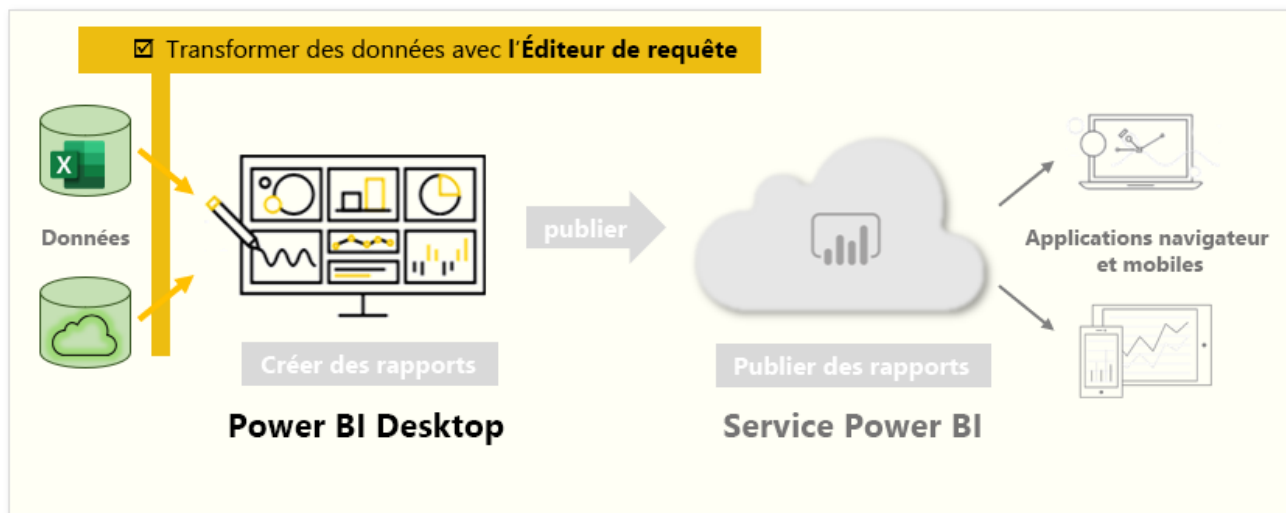 ☑ Transformer des données avec l'Éditeur de requête
X
Données
publier
Applications navigateur
et mobiles
Créer des rapports
Publier des rapports
Power BI Desktop
Service Power BI